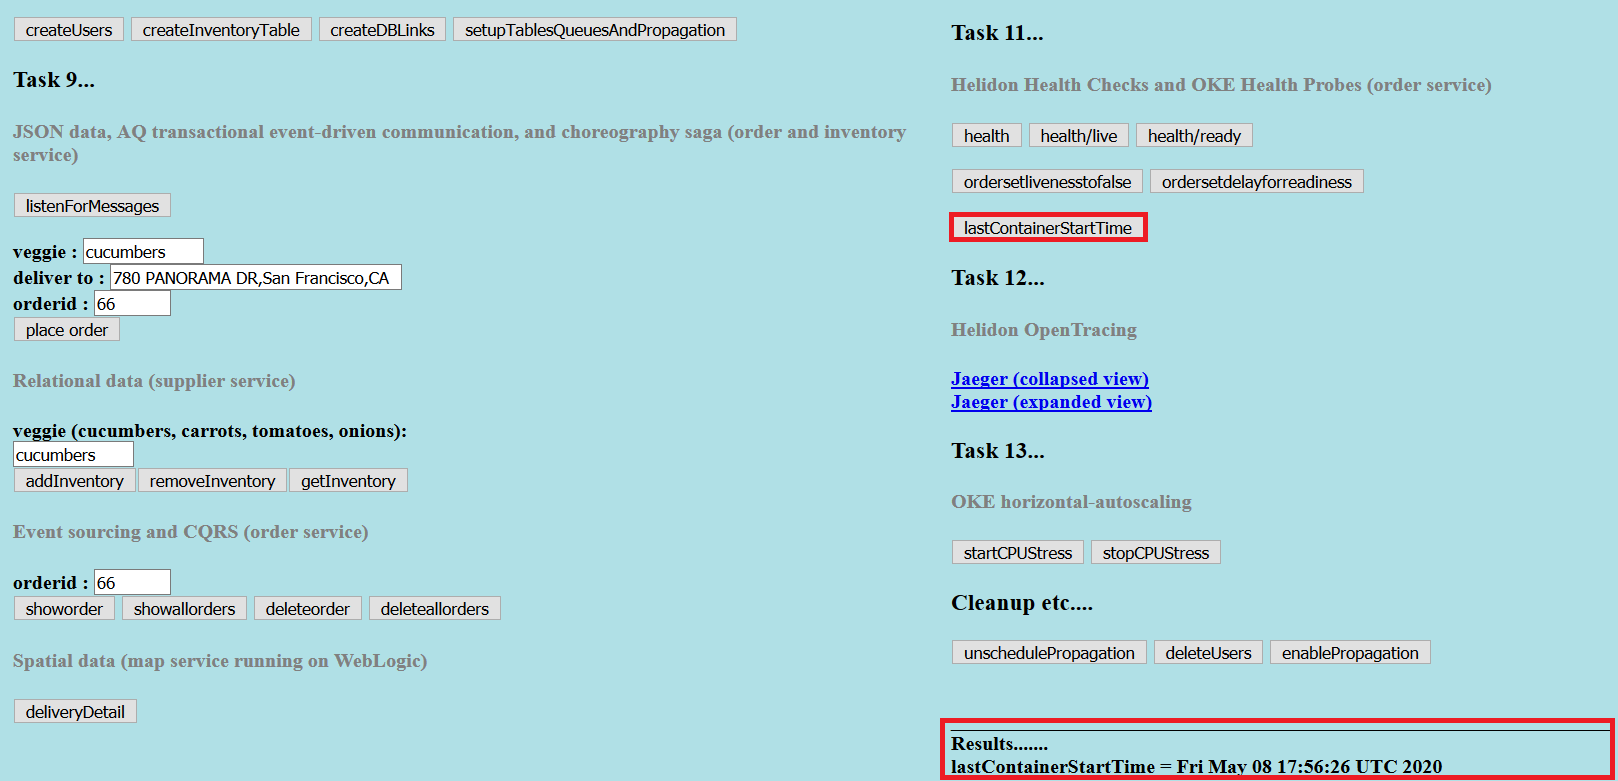 createUsers createInventoryTable createDBLinks setupTablesQueuesAndPropagation
Task 9...
JSON data, AQ transactional event-driven communication, and choreography saga (order and inventory
service)
listenForMessages
veggie : cucumbers
deliver to : 780 PANORAMA DR,San Francisco,CA
orderid : 66
place order
Relational data (supplier service)
veggie (cucumbers, carrots, tomatoes, onions):
cucumbers
addInventory removeInventory getInventory
Event sourcing and CQRS (order service)
orderid : 66
showorder showallorders deleteorder deleteallorders
Spatial data (map service running on WebLogic)
deliveryDetail
Task 11...
Helidon Health Checks and OKE Health Probes (order service)
health health/live health/ready
ordersetlivenesstofalse ordersetdelayforreadiness
lastContainerStartTime
Task 12...
Helidon OpenTracing
Jaeger (collapsed view)
Jaeger (expanded view)
Task 13...
OKE horizontal-autoscaling
startCPUStress stopCPUStress
Cleanup etc....
unschedulePropagation deleteUsers enablePropagation
Results.......
lastContainerStartTime = Fri May 08 17:56:26 UTC 2020